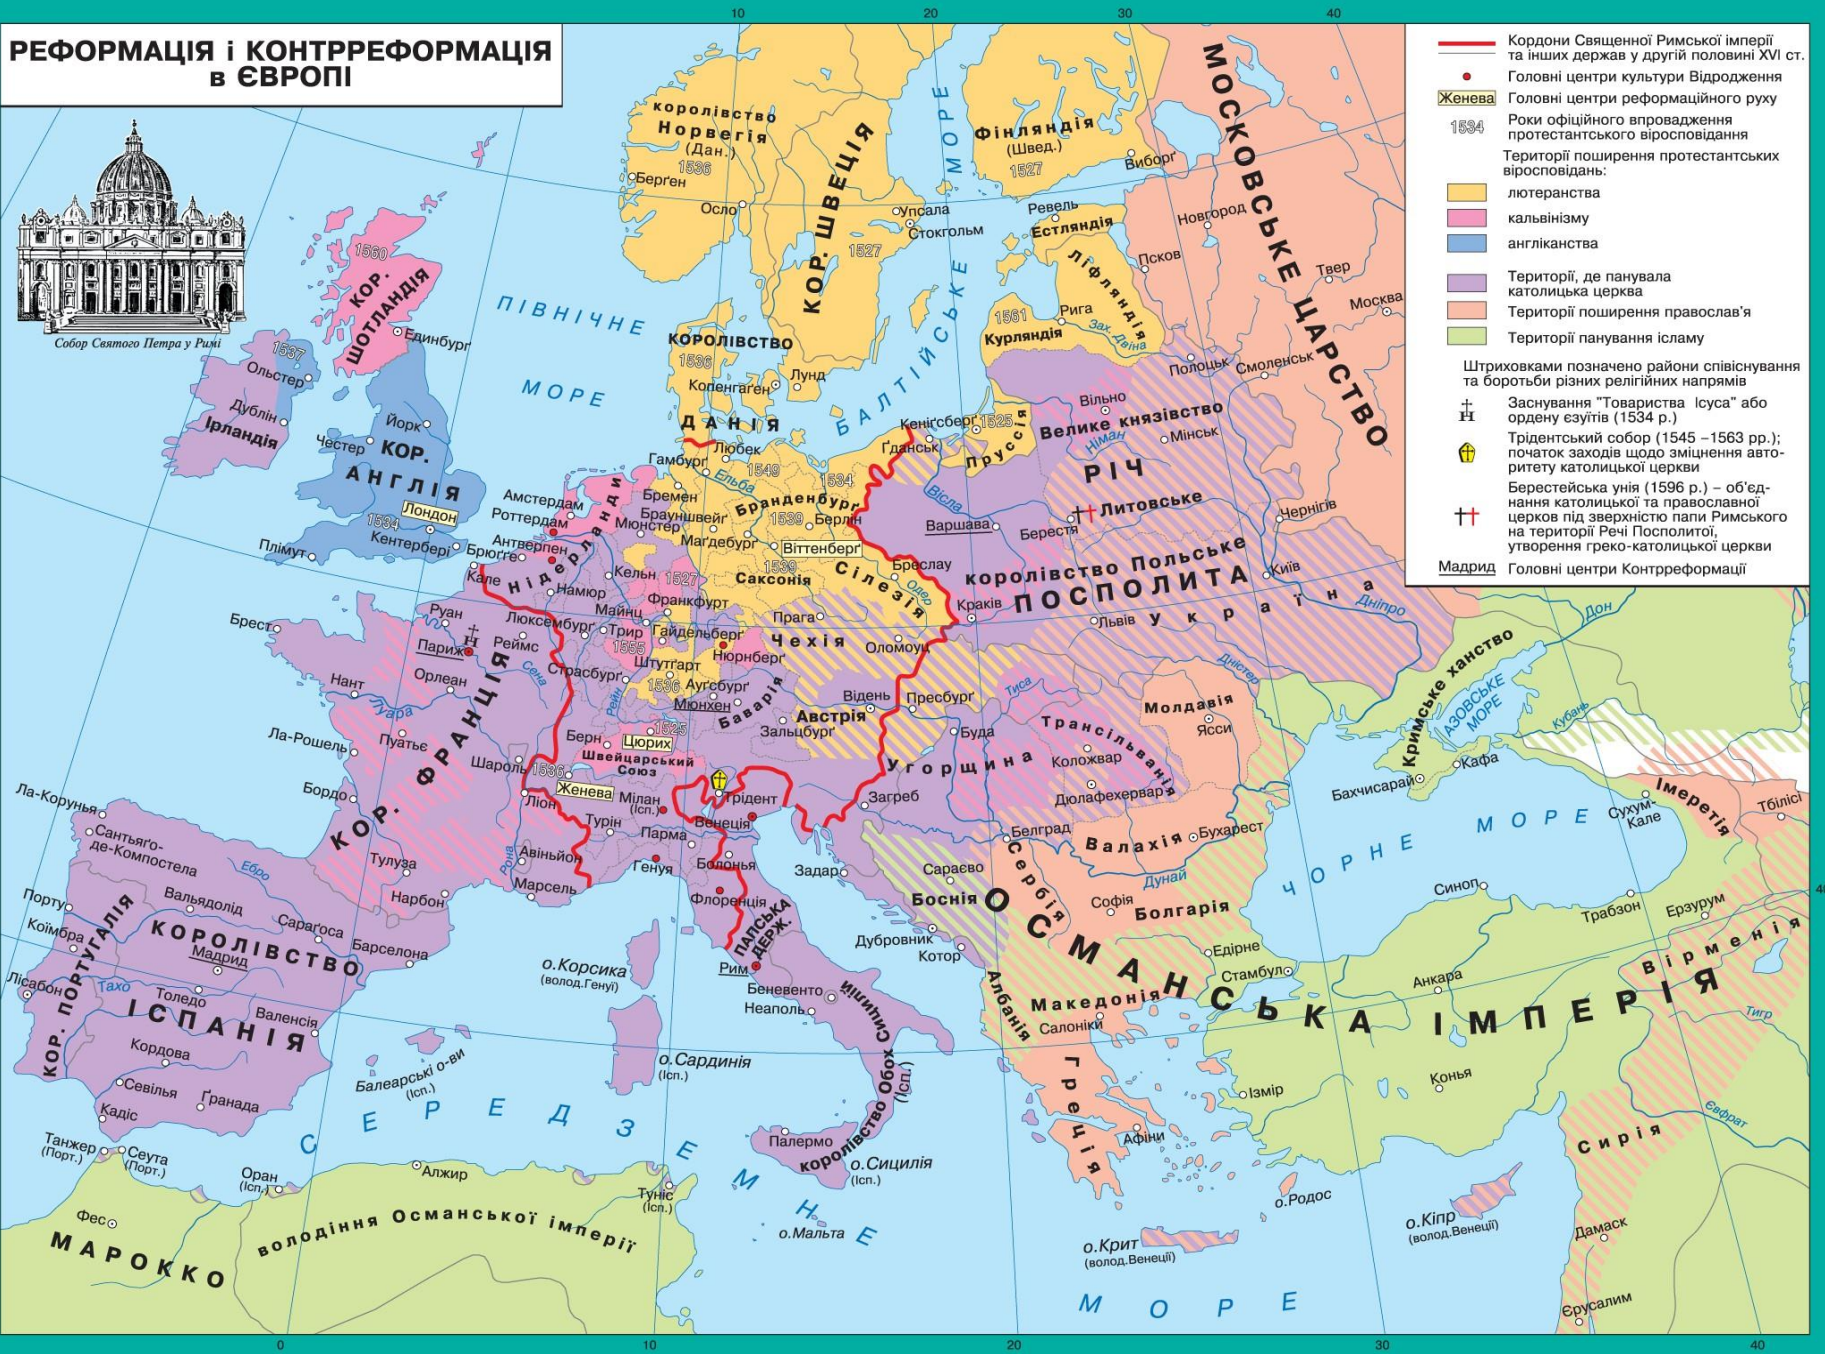 10
20
30
40
РЕФОРМАЦІЯ і КОНТРРЕФОРМАЦІЯ
в ЄВРОПІ
Собор Святого Петра у Римі
Кордони Священної Римської імперії
та інших держав у другій половині XVI ст.
Головні центри культури Відродження
Женева
Головні центри реформаційного руху
1534
Роки офіційного впровадження
протестантського віросповідання
Території поширення протестантських
віросповідань:
лютеранства
кальвінізму
англіканства
Території, де панувала
католицька церква
Території поширення православ'я
Території панування ісламу
Штриховками позначено райони співіснування
та боротьби різних релігійних напрямів
Заснування "Товариства Ісуса" або
ордену єзуїтів (1534 р.)
Трідентський собор (1545 –1563 рр.);
початок заходів щодо зміцнення авто-
ритету католицької церкви
Берестейська унія (1596 р.) – об'єд-
нання католицької та православної
церков під зверхністю папи Римського
на території Речі Посполитої,
утворення греко-католицької церкви
Мадрид
Головні центри Контрреформації
королівство
Норвегія
(Дан.)
1536
Берген
Осло
КОР. ШВЕЦІЯ
1527
Упсала
Стокгольм
Фінляндія
(Швед.)
1527
Виборг
МОСКОВСЬКЕ ЦАРСТВО
Новгород
Псков
Твер
Москва
Смоленськ
Полоцьк
Ревель
Естляндія
Ліфляндія
Рига
Зах. Двіна
1561
Курляндія
БАЛТІЙСЬКЕ МОРЕ
ПІВНІЧНЕ
МОРЕ
1560
КОР.
ШОТЛАНДІЯ
Единбург
1537
Ольстер
Дублін
Ірландія
Йорк
Честер
КОР.
АНГЛІЯ
Лондон
1534
Кентербері
Плімут
КОРОЛІВСТВО
1536
Копенгаген
Лунд
ДАНІЯ
Любек
Гамбург
1549
Ельба
1534
Бремен
Бранденбург
Брауншвейг
1539
Берлін
Мюнстер
Магдебург
Віттенберг
1539
Саксонія
Сілезія
Бреслау
Одер
Амстердам
Роттердам
Антверпен
Брюгге
Нідерланди
Кале
Намюр
Кельн
1527
Франкфурт
Майнц
Люксембург
Трир
Гайдельберг
1555
Нюрнберг
Штутгарт
Страсбург
1536
Аугсбург
Мюнхен
Баварія
Рейн
Прага
Чехія
Оломоуц
Кенігсберг
1525
Гданськ
Пруссія
Вісла
Варшава
Вільно
Велике князівство
Німан
Мінськ
РІЧ
Литовське
Берестя
Чернігів
королівство Польське
ПОСПОЛИТА
Краків
Львів
Київ
Україна
Дніпро
Дністер
Дон
Брест
Руан
Париж
Реймс
Сена
Орлеан
Нант
Луара
Пуатьє
Ла-Рошель
КОР. ФРАНЦІЯ
Бордо
Шароль
1536
Ліон
Женева
Берн
Цюрих
1525
Швейцарський
Союз
Тулуза
Нарбон
Рона
Авіньйон
Марсель
Турін
Мілан
(Ісп.)
Парма
Генуя
Трідент
Венеція
Болонья
Флоренція
ПАПСЬКА
ДЕРЖ.
Рим
Беневенто
Неаполь
королівство Обох Сицилій
(Ісп.)
Палермо
о.Сицилія
(Ісп.)
о.Мальта
о.Корсика
(волод.Генуї)
о.Сардинія
(Ісп.)
Балеарські о-ви
(Ісп.)
Відень
Австрія
Зальцбург
Пресбург
Буда
Угорщина
Тиса
Трансільванія
Коложвар
Дюлафехервар
Загреб
Задар
Молдавія
Ясси
Валахія
Бухарест
Белград
Сербія
Сараєво
Боснія
Дубровник
Котор
Албанія
Дунай
Софія
Болгарія
Македонія
Салоніки
Греція
Афіни
Едірне
Стамбул
ОСМАНСЬКА ІМПЕРІЯ
Анкара
Конья
Ізмір
Синоп
Трабзон
Ерзурум
Вірменія
Тигр
Євфрат
Сирія
Дамаск
Єрусалим
о.Родос
о.Кіпр
(волод.Венеції)
о.Крит
(волод.Венеції)
Кримське ханство
АЗОВСЬКЕ
МОРЕ
Кубань
Бахчисарай
Кафа
ЧОРНЕ МОРЕ
Сухум-
Кале
Імеретія
Тбілісі
Ла-Корунья
Сантьяго-
де-Компостела
Ебро
Порту
Вальядолід
Сарагоса
Барселона
Коїмбра
КОРОЛІВСТВО
Мадрид
Лісабон
Тахо
Толедо
КОР. ПОРТУГАЛІЯ
ІСПАНІЯ
Валенсія
Кордова
Севілья
Гранада
Кадіс
Танжер
(Порт.)
Сеута
(Порт.)
Оран
(Ісп.)
Алжир
Туніс
(Ісп.)
Фес
МАРОККО
володіння Османської імперії
СЕРЕДЗЕМНЕ
МОРЕ
0
10
20
30
40